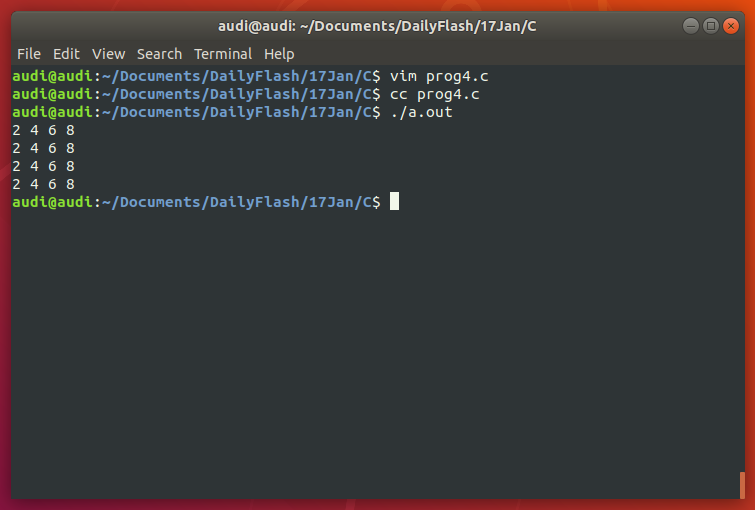 audi@audi: ~/Documents/DailyFlash/17Jan/C
File Edit View Search Terminal Help
audi@audi:~/Documents/DailyFlash/17Jan/C$ vim prog4.c
audi@audi:~/Documents/DailyFlash/17Jan/C$ cc prog4.c
audi@audi:~/Documents/DailyFlash/17Jan/C$ ./a.out
2 4 6 8
2 4 6 8
2 4 6 8
2 4 6 8
audi@audi:~/Documents/DailyFlash/17Jan/C$